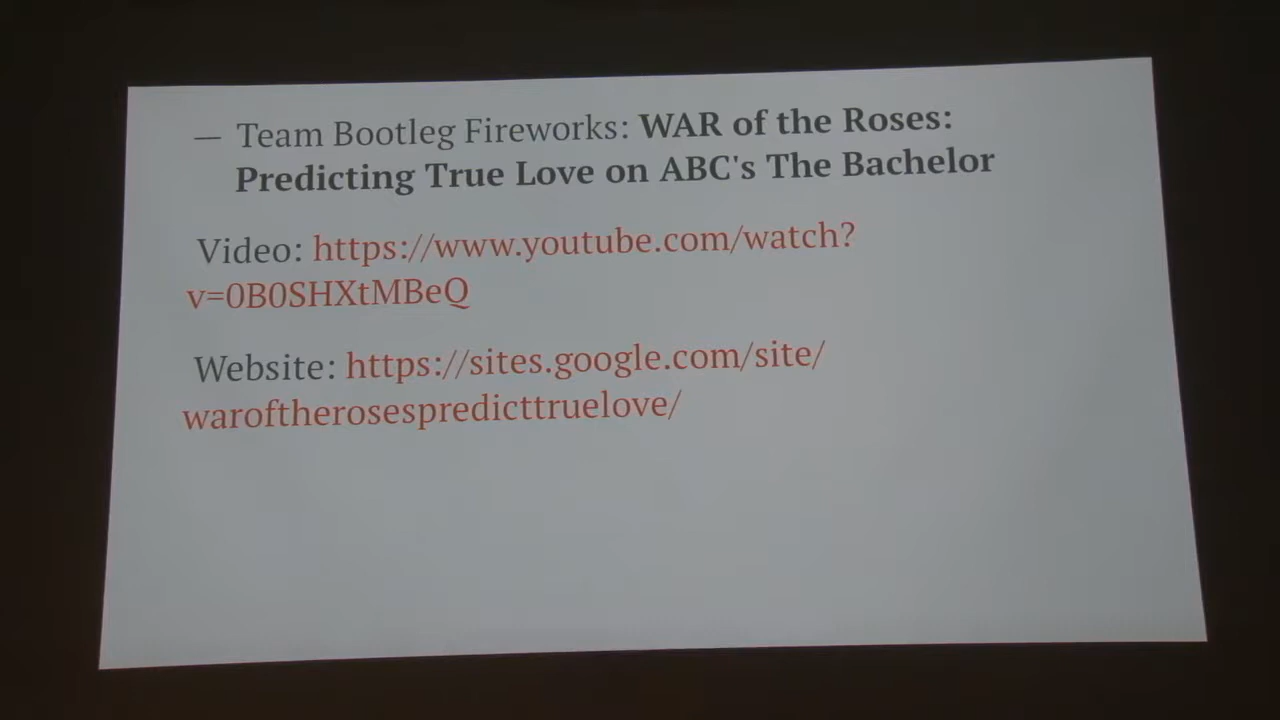 — Team Bootleg Fireworks: WAR of the Roses:
Predicting True Love on ABC's The Bachelor
Video: https://www.youtube.com/watch?
v=0B0SHXtMBeQ
Website: https://sites.google.com/site/
waroftherosespredicttruelove/